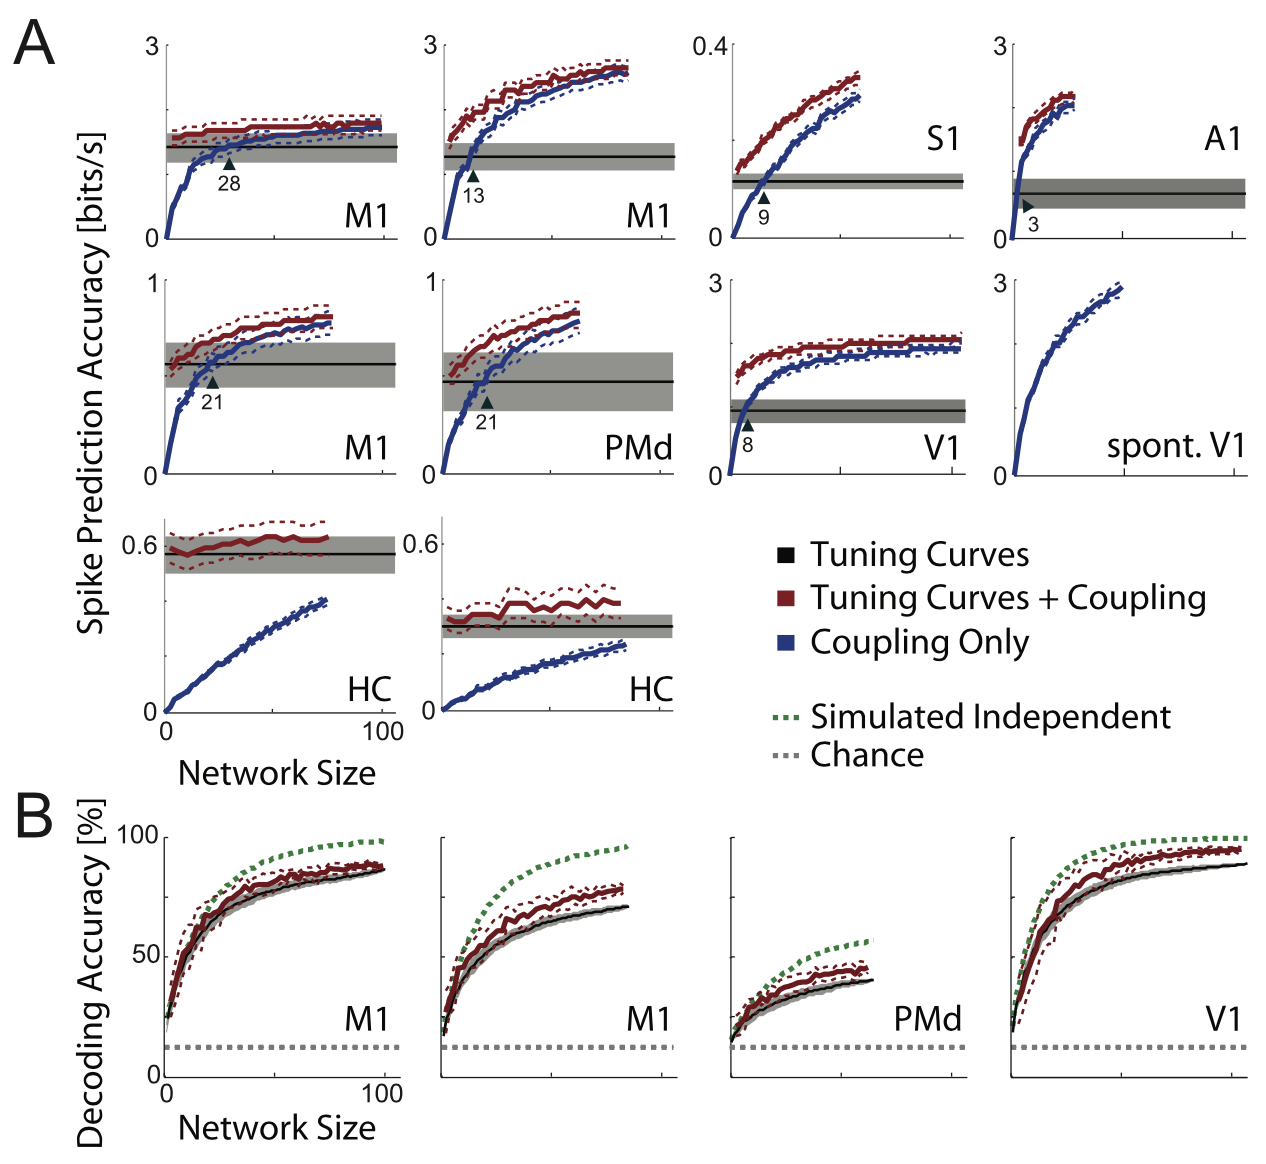 A
Spike Prediction Accuracy [bits/s]
3
0
28
M1
3
0
13
M1
0.4
0
9
S1
3
0
3
A1
1
0
21
M1
1
0
21
PMd
3
0
8
V1
3
0
spont. V1
0.6
0
HC
0
100
Network Size
0.6
0
HC
Tuning Curves
Tuning Curves + Coupling
Coupling Only
Simulated Independent
Chance
B
Decoding Accuracy [%]
100
50
0
M1
0
100
Network Size
M1
PMd
V1